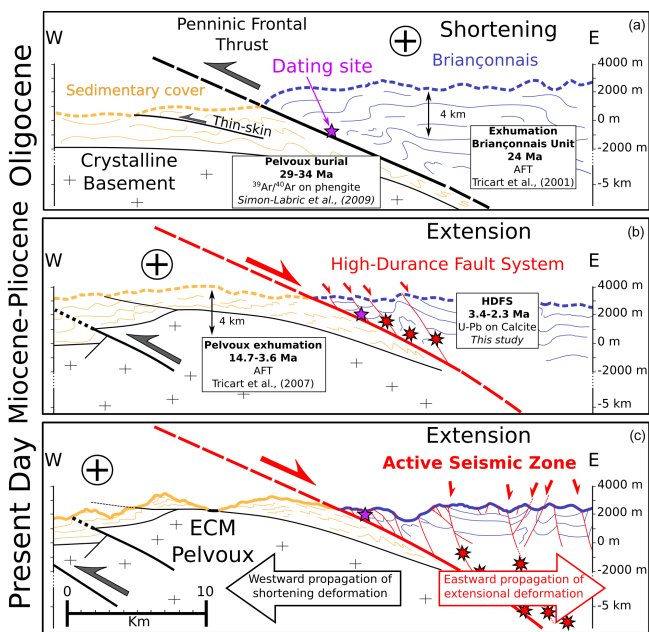 Oligocene
(a)
W
Penninic Frontal
Thrust
Shortening
E
Dating site
Briançonnais
Sedimentary cover
Thin-skin
4 km
4000 m
2000 m
0 m
-2000 m
-5 km
Crystalline
Basement
Pelvoux burial
29-34 Ma
³⁹Ar/⁴⁰Ar on phengite
Simon-Labric et al., (2009)
Exhumation
Briançonnais Unit
24 Ma
AFT
Tricart et al., (2001)
Miocene-Pliocene
(b)
W
Extension
E
High-Durance Fault System
4 km
4000 m
2000 m
0 m
-2000 m
-5 km
Pelvoux exhumation
14.7-3.6 Ma
AFT
Tricart et al., (2007)
HDFS
3.4-2.3 Ma
U-Pb on Calcite
This study
Present Day
(c)
W
Extension
E
Active Seismic Zone
4000 m
2000 m
0 m
-2000 m
-5 km
ECM
Pelvoux
Westward propagation of
shortening deformation
Eastward propagation of
extensional deformation
0
10
Km